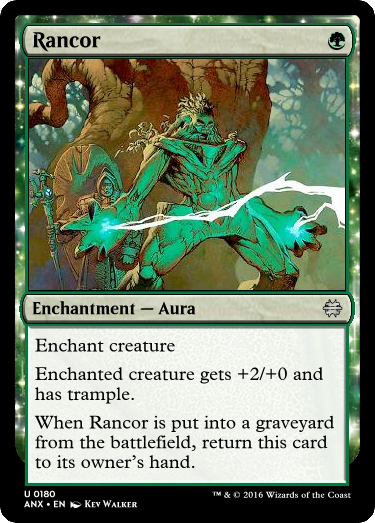 Rancor
Enchantment — Aura
Enchant creature
Enchanted creature gets +2/+0 and
has trample.
When Rancor is put into a graveyard
from the battlefield, return this card
to its owner's hand.
U 0180
ANX • EN Kev Walker
™ & © 2016 Wizards of the Coast